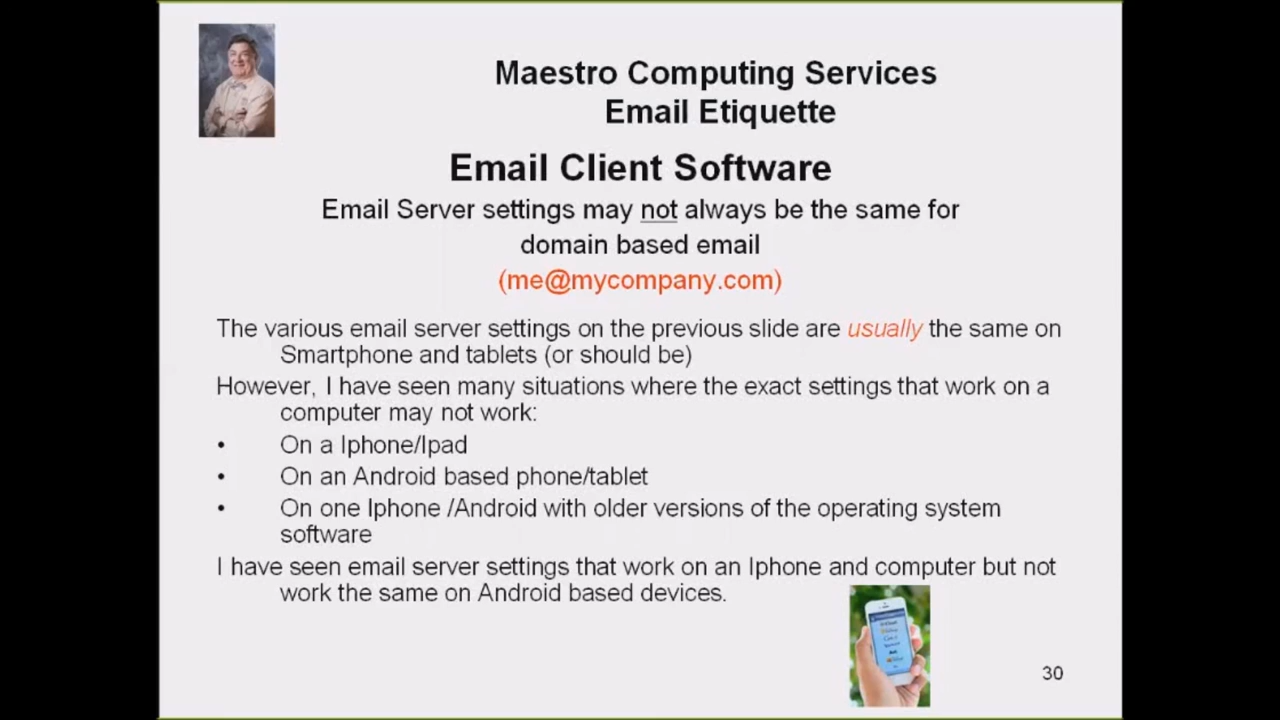 Maestro Computing Services
Email Etiquette
Email Client Software
Email Server settings may not always be the same for
domain based email
(me@mycompany.com)
The various email server settings on the previous slide are usually the same on
Smartphone and tablets (or should be)
However, I have seen many situations where the exact settings that work on a
computer may not work:
• On a Iphone/Ipad
• On an Android based phone/tablet
• On one Iphone /Android with older versions of the operating system
software
I have seen email server settings that work on an Iphone and computer but not
work the same on Android based devices.
30